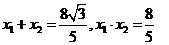 x₁ + x₂ = 8√3/5, x₁·x₂ = 8/5